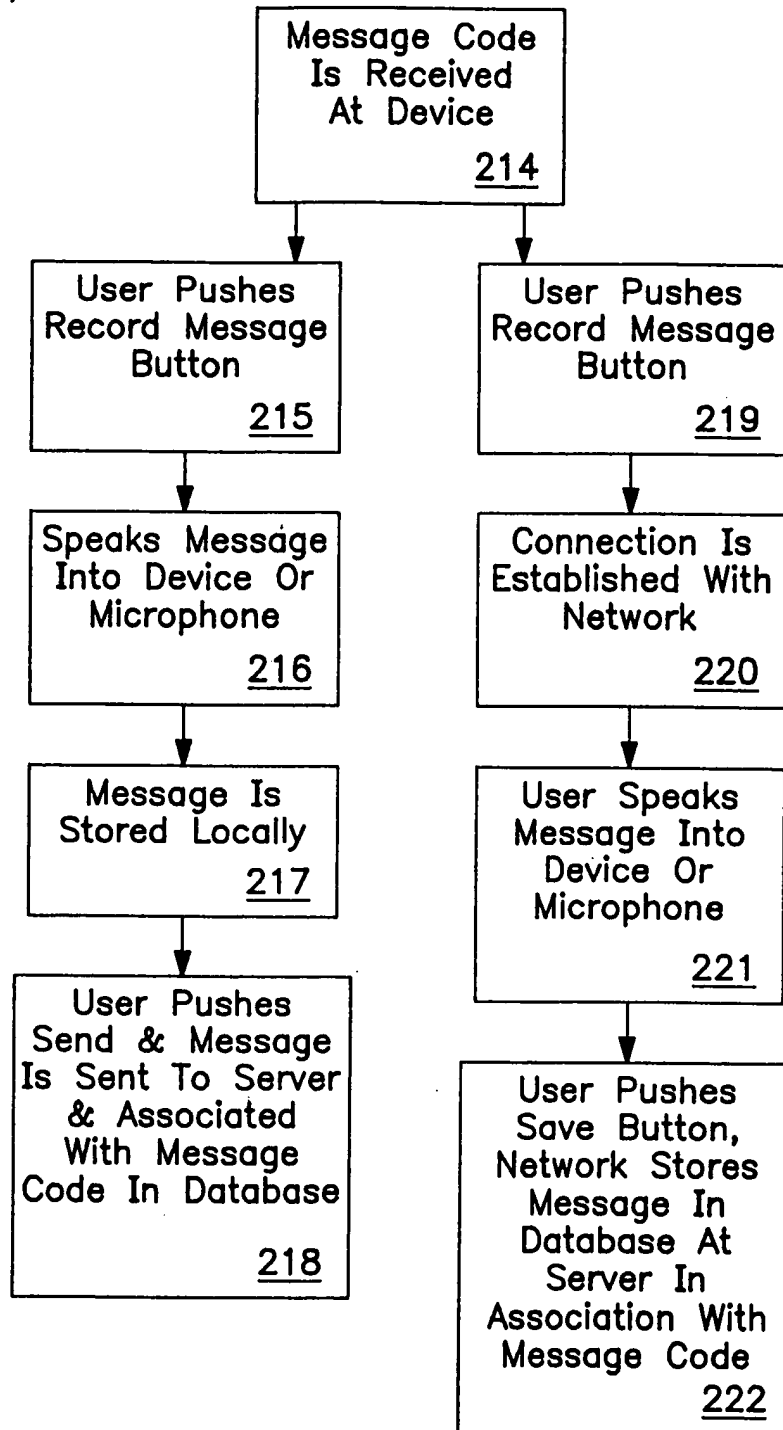 Message Code
Is Received
At Device
214
User Pushes
Record Message
Button
215
Speaks Message
Into Device Or
Microphone
216
Message Is
Stored Locally
217
User Pushes
Send & Message
Is Sent To Server
& Associated
With Message
Code In Database
218
User Pushes
Record Message
Button
219
Connection Is
Established With
Network
220
User Speaks
Message Into
Device Or
Microphone
221
User Pushes
Save Button,
Network Stores
Message In
Database At
Server In
Association With
Message Code
222